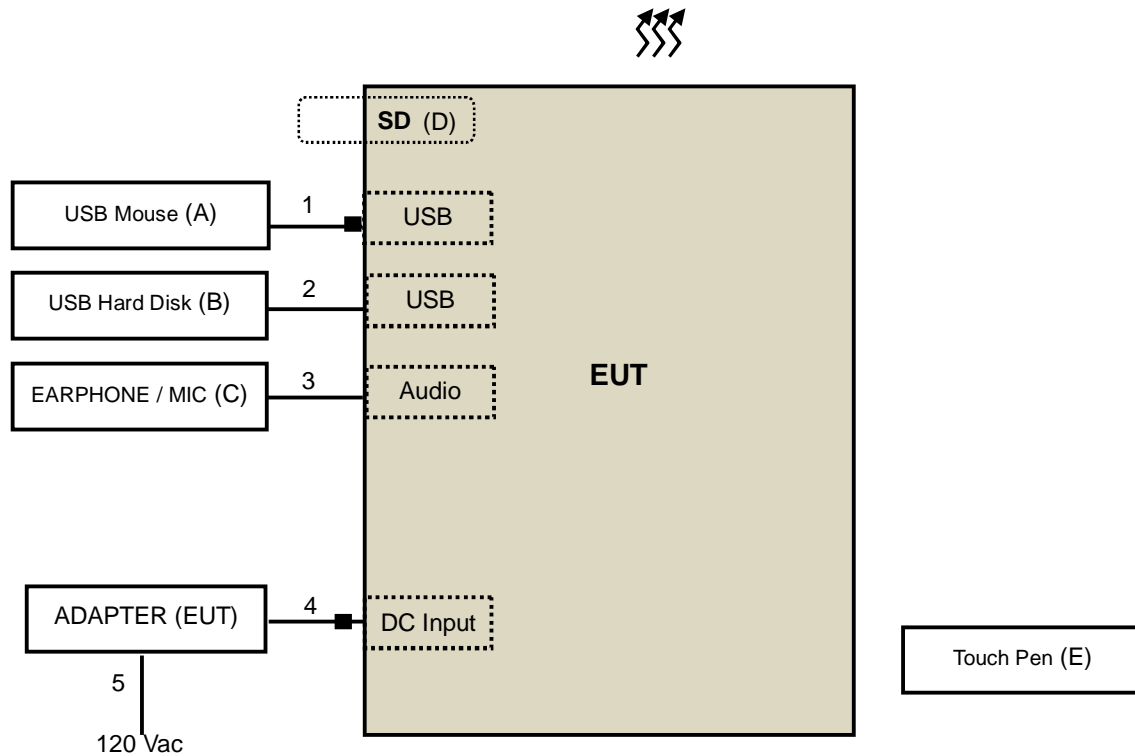 SD (D)
USB Mouse (A)
1
USB
USB Hard Disk (B)
2
USB
EARPHONE / MIC (C)
3
Audio
EUT
ADAPTER (EUT)
4
DC Input
Touch Pen (E)
5
120 Vac